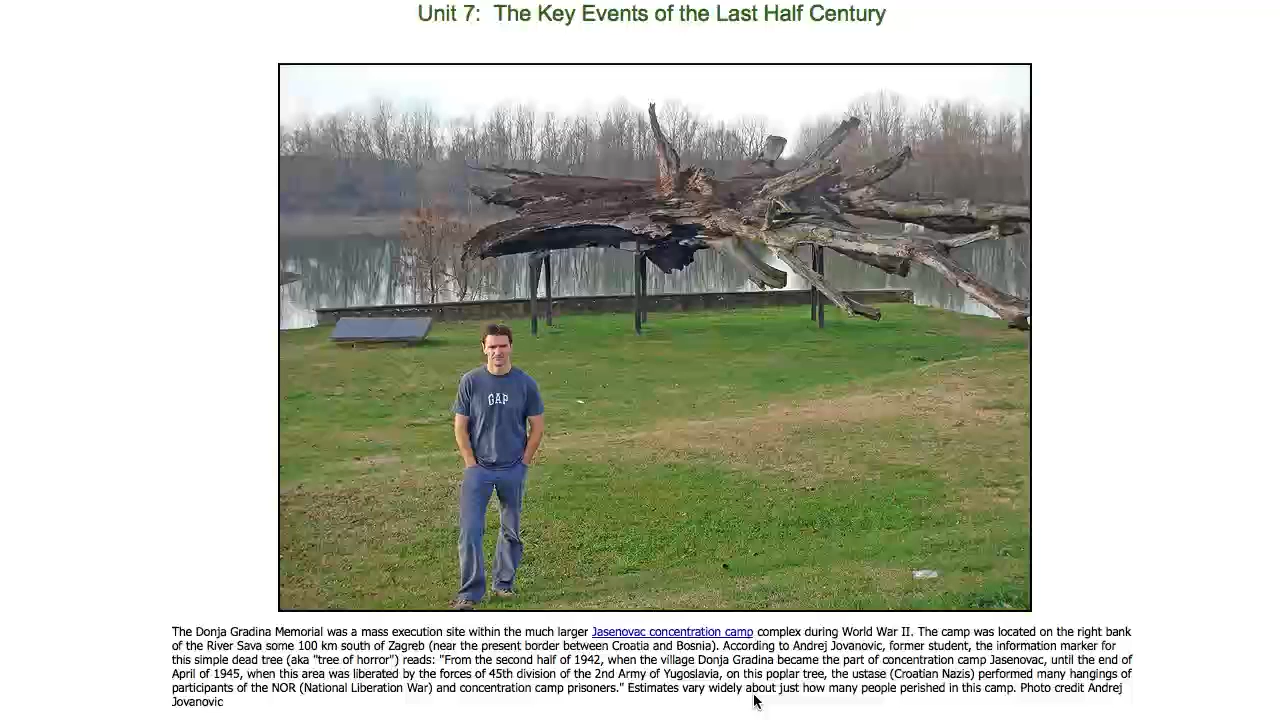 Unit 7: The Key Events of the Last Half Century
GAP
The Donja Gradina Memorial was a mass execution site within the much larger Jasenovac concentration camp complex during World War II. The camp was located on the right bank
of the River Sava some 100 km south of Zagreb (near the present border between Croatia and Bosnia). According to Andrej Jovanovic, former student, the information marker for
this simple dead tree (aka "tree of horror") reads: "From the second half of 1942, when the village Donja Gradina became the part of concentration camp Jasenovac, until the end of
April of 1945, when this area was liberated by the forces of 45th division of the 2nd Army of Yugoslavia, on this poplar tree, the ustase (Croatian Nazis) performed many hangings of
participants of the NOR (National Liberation War) and concentration camp prisoners." Estimates vary widely about just how many people perished in this camp. Photo credit Andrej
Jovanovic